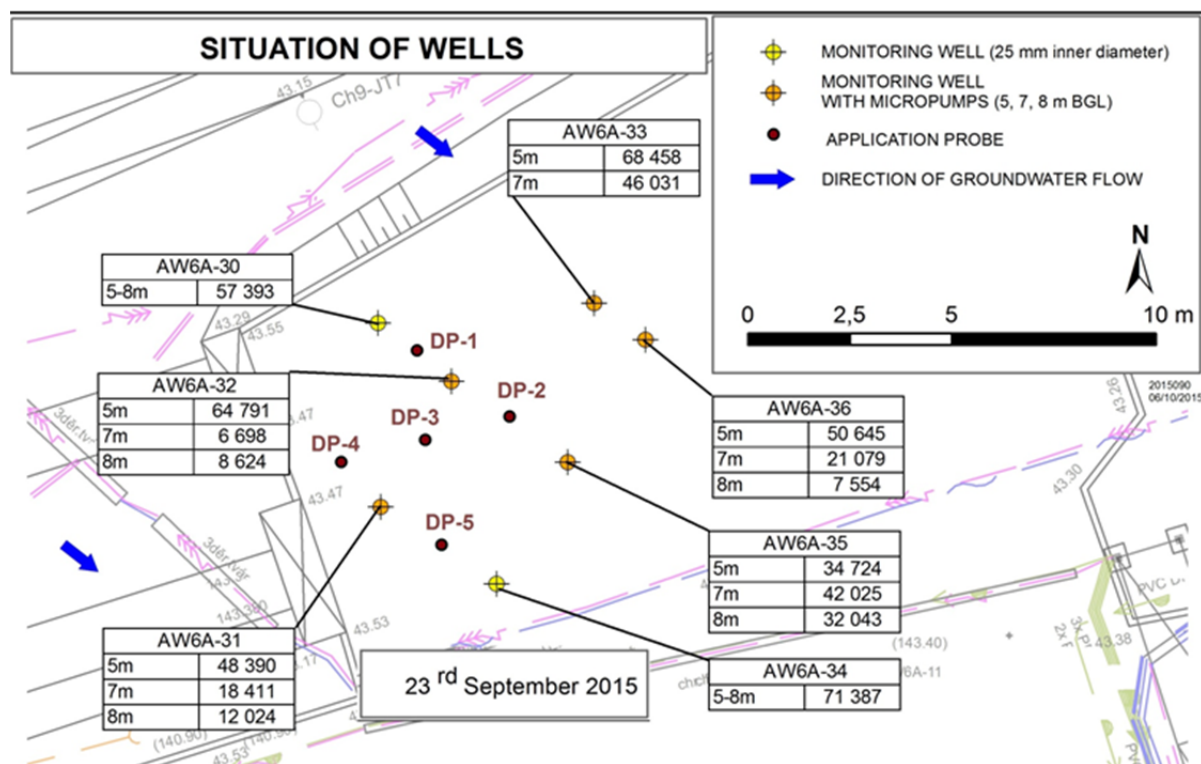 SITUATION OF WELLS
MONITORING WELL (25 mm inner diameter)
MONITORING WELL
WITH MICROPUMPS (5, 7, 8 m BGL)
APPLICATION PROBE
DIRECTION OF GROUNDWATER FLOW
N
0 2,5 5 10 m
2015090
06/10/2015
43.15
Ch9-JT7
AW6A-33
5m 68 458
7m 46 031
AW6A-30
5-8m 57 393
43.29
43.55
DP-1
AW6A-32
5m 64 791
7m 6 698
8m 8 624
DP-2
DP-3
DP-4
43.26
AW6A-36
5m 50 645
7m 21 079
8m 7 554
43.47
43.30
DP-5
AW6A-35
5m 34 724
7m 42 025
8m 32 043
3děr.tvár
AW6A-31
5m 48 390
7m 18 411
8m 12 024
43.53
23 rd September 2015
AW6A-34
5-8m 71 387
(143.40)
43.38
(140.90)
43.53